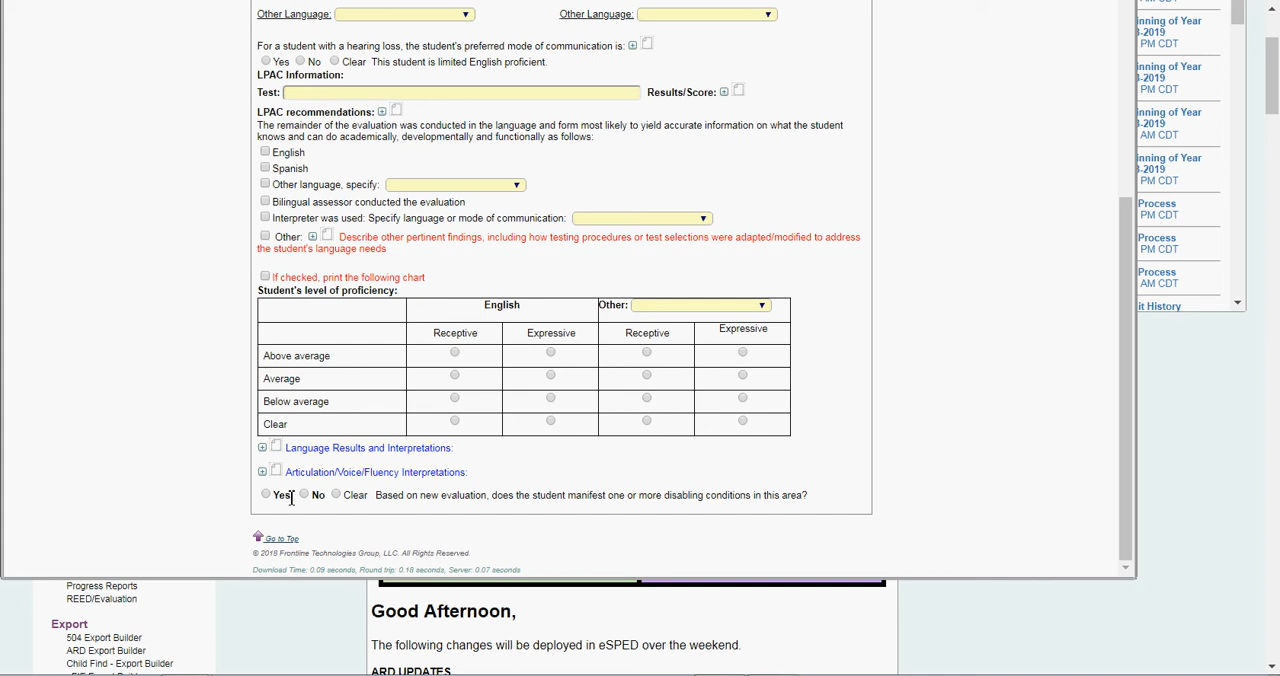 Other Language:
Other Language:
For a student with a hearing loss, the student's preferred mode of communication is:
Yes No Clear This student is limited English proficient.
LPAC Information:
Test: Results/Score:
LPAC recommendations:
The remainder of the evaluation was conducted in the language and form most likely to yield accurate information on what the student
knows and can do academically, developmentally and functionally as follows:
English
Spanish
Other language, specify:
Bilingual assessor conducted the evaluation
Interpreter was used: Specify language or mode of communication:
Other: Describe other pertinent findings, including how testing procedures or test selections were adapted/modified to address
the student's language needs
If checked, print the following chart
Student's level of proficiency:
English Other:
Receptive Expressive Receptive Expressive
Above average
Average
Below average
Clear
Language Results and Interpretations:
Articulation/Voice/Fluency Interpretations:
Yes No Clear Based on new evaluation, does the student manifest one or more disabling conditions in this area?
Go to Top
© 2018 Frontline Technologies Group, LLC. All Rights Reserved.
Download Time: 0.09 seconds, Round trip: 0.18 seconds, Server: 0.07 seconds
inning of Year
3-2019
PM CDT
inning of Year
3-2019
PM CDT
inning of Year
3-2019
AM CDT
inning of Year
3-2019
PM CDT
Process
PM CDT
Process
PM CDT
Process
AM CDT
it History
Progress Reports
REED/Evaluation
Export
504 Export Builder
ARD Export Builder
Child Find - Export Builder
Good Afternoon,
The following changes will be deployed in eSPED over the weekend.
ARD UPDATES